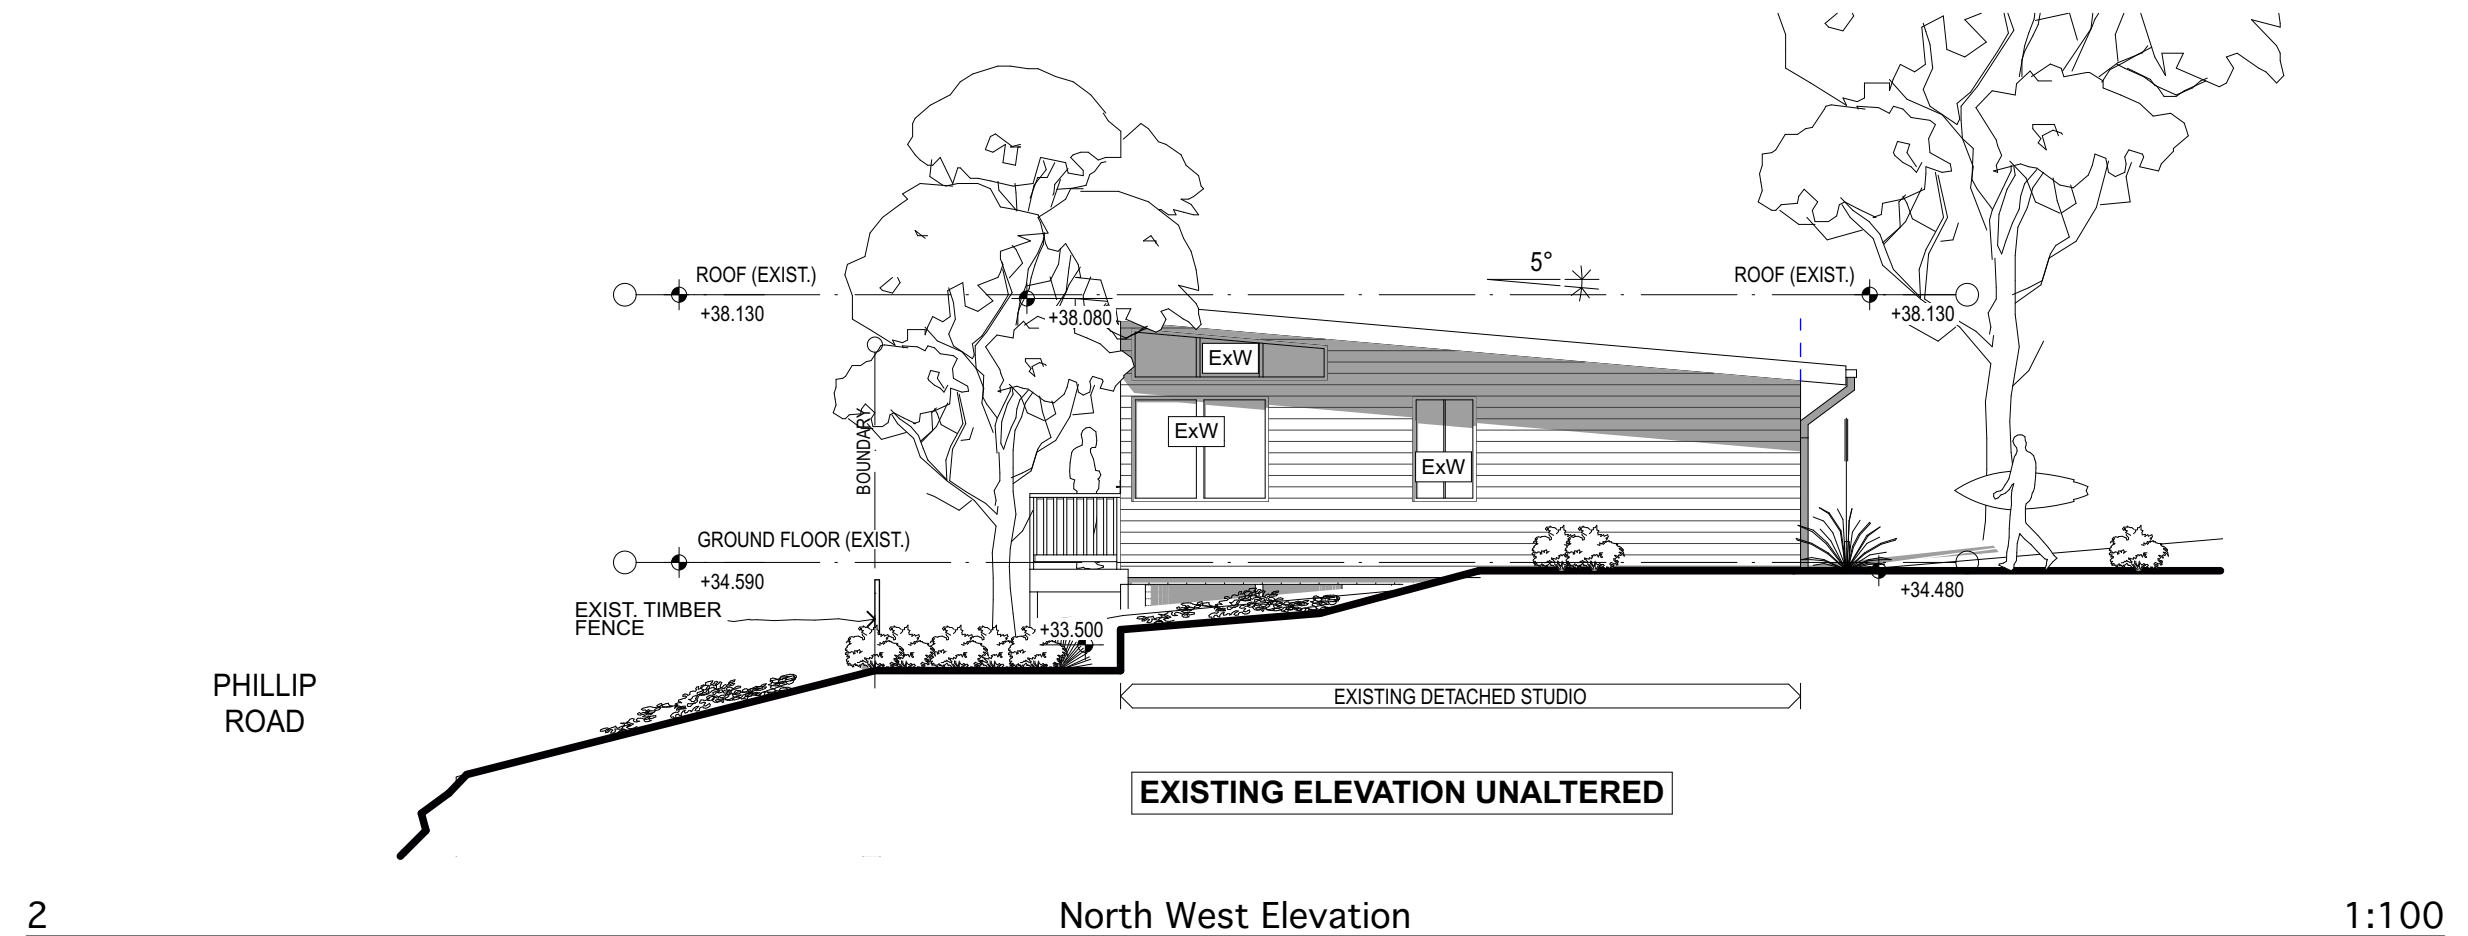 5°
ROOF (EXIST.)
ROOF (EXIST.)
+38.130
+38.080
+38.130
ExW
ExW
BOUNDARY
ExW
GROUND FLOOR (EXIST.)
+34.590
+34.480
EXIST. TIMBER
FENCE
+33.500
PHILLIP
ROAD
EXISTING DETACHED STUDIO
EXISTING ELEVATION UNALTERED
2
North West Elevation
1:100